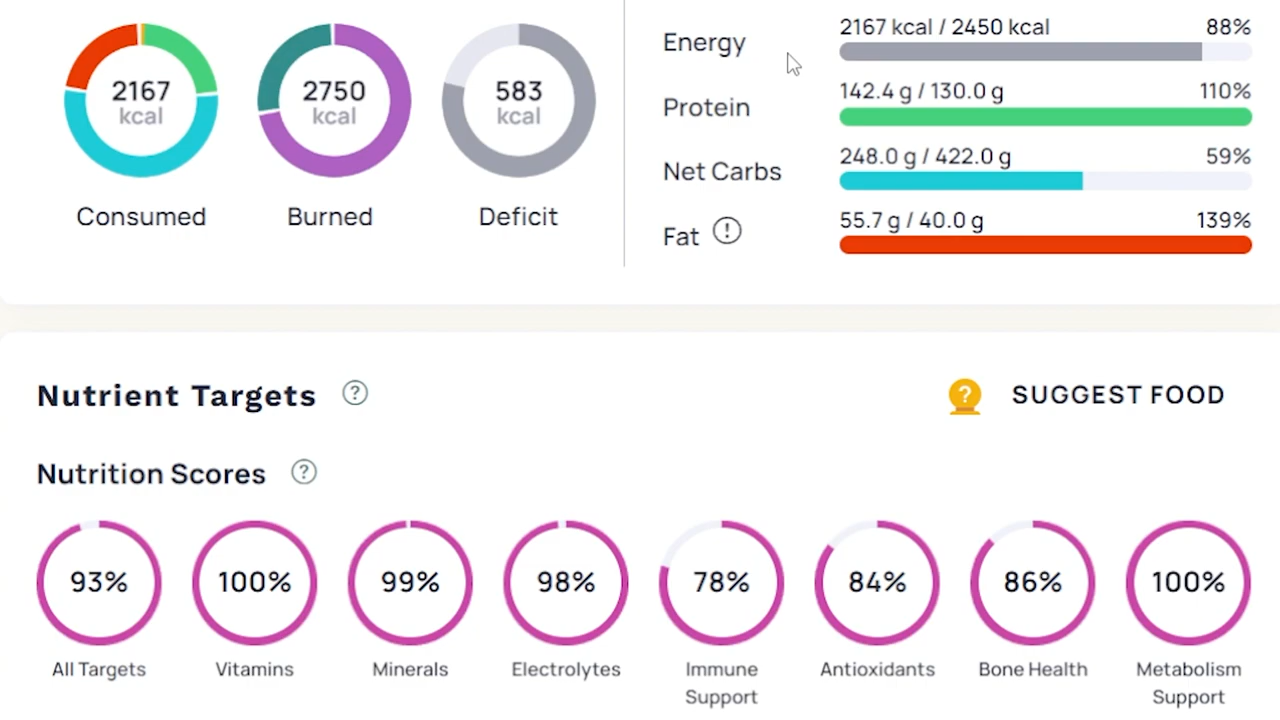 2167
kcal
Consumed
2750
kcal
Burned
583
kcal
Deficit
Energy
2167 kcal / 2450 kcal
88%
Protein
142.4 g / 130.0 g
110%
Net Carbs
248.0 g / 422.0 g
59%
Fat !
55.7 g / 40.0 g
139%
Nutrient Targets ?
? SUGGEST FOOD
Nutrition Scores ?
93%
All Targets
100%
Vitamins
99%
Minerals
98%
Electrolytes
78%
Immune
Support
84%
Antioxidants
86%
Bone Health
100%
Metabolism
Support